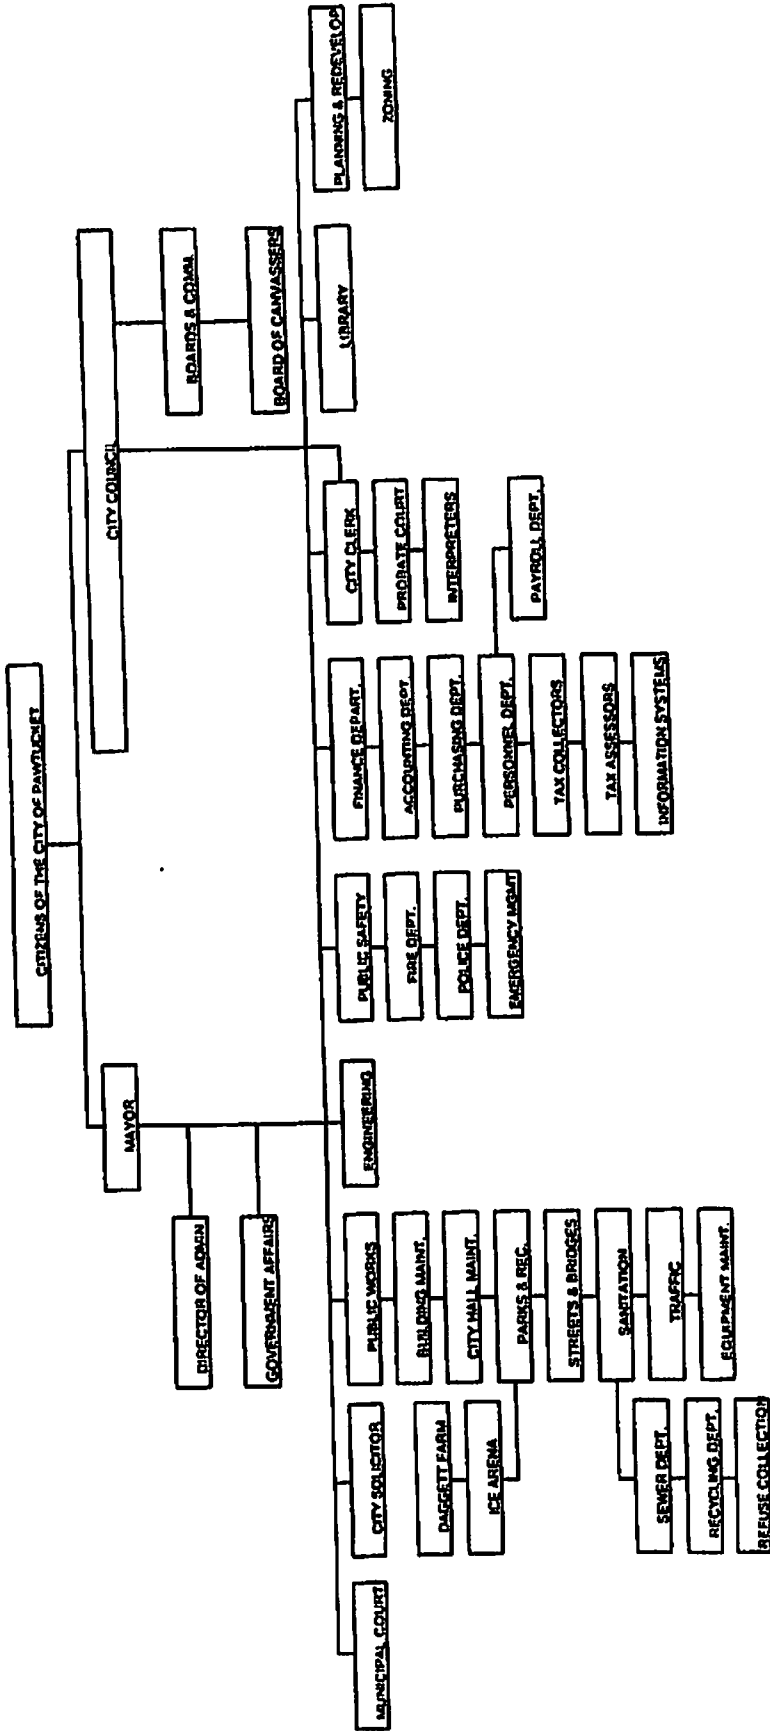 CITIZENS OF THE CITY OF PAWTUCKET
MAYOR
CITY COUNCIL
DIRECTOR OF ADMIN
GOVERNMENT AFFAIRS
BOARDS & COMM.
BOARD OF CANVASSERS
MUNICIPAL COURT
CITY SOLICITOR
PUBLIC WORKS
BUILDING MAINT.
CITY HALL MAINT.
PARKS & REC.
DAGGETT FARM
ICE ARENA
STREETS & BRIDGES
SANITATION
SEWER DEPT.
RECYCLING DEPT.
REFUSE COLLECTION
TRAFFIC
EQUIPMENT MAINT.
ENGINEERING
PUBLIC SAFETY
FIRE DEPT.
POLICE DEPT.
EMERGENCY MGMT
FINANCE DEPART.
ACCOUNTING DEPT.
PURCHASING DEPT.
PERSONNEL DEPT.
PAYROLL DEPT.
TAX COLLECTORS
TAX ASSESSORS
INFORMATION SYSTEMS
CITY CLERK
PROBATE COURT
INTERPRETERS
LIBRARY
PLANNING & REDEVELOP
ZONING